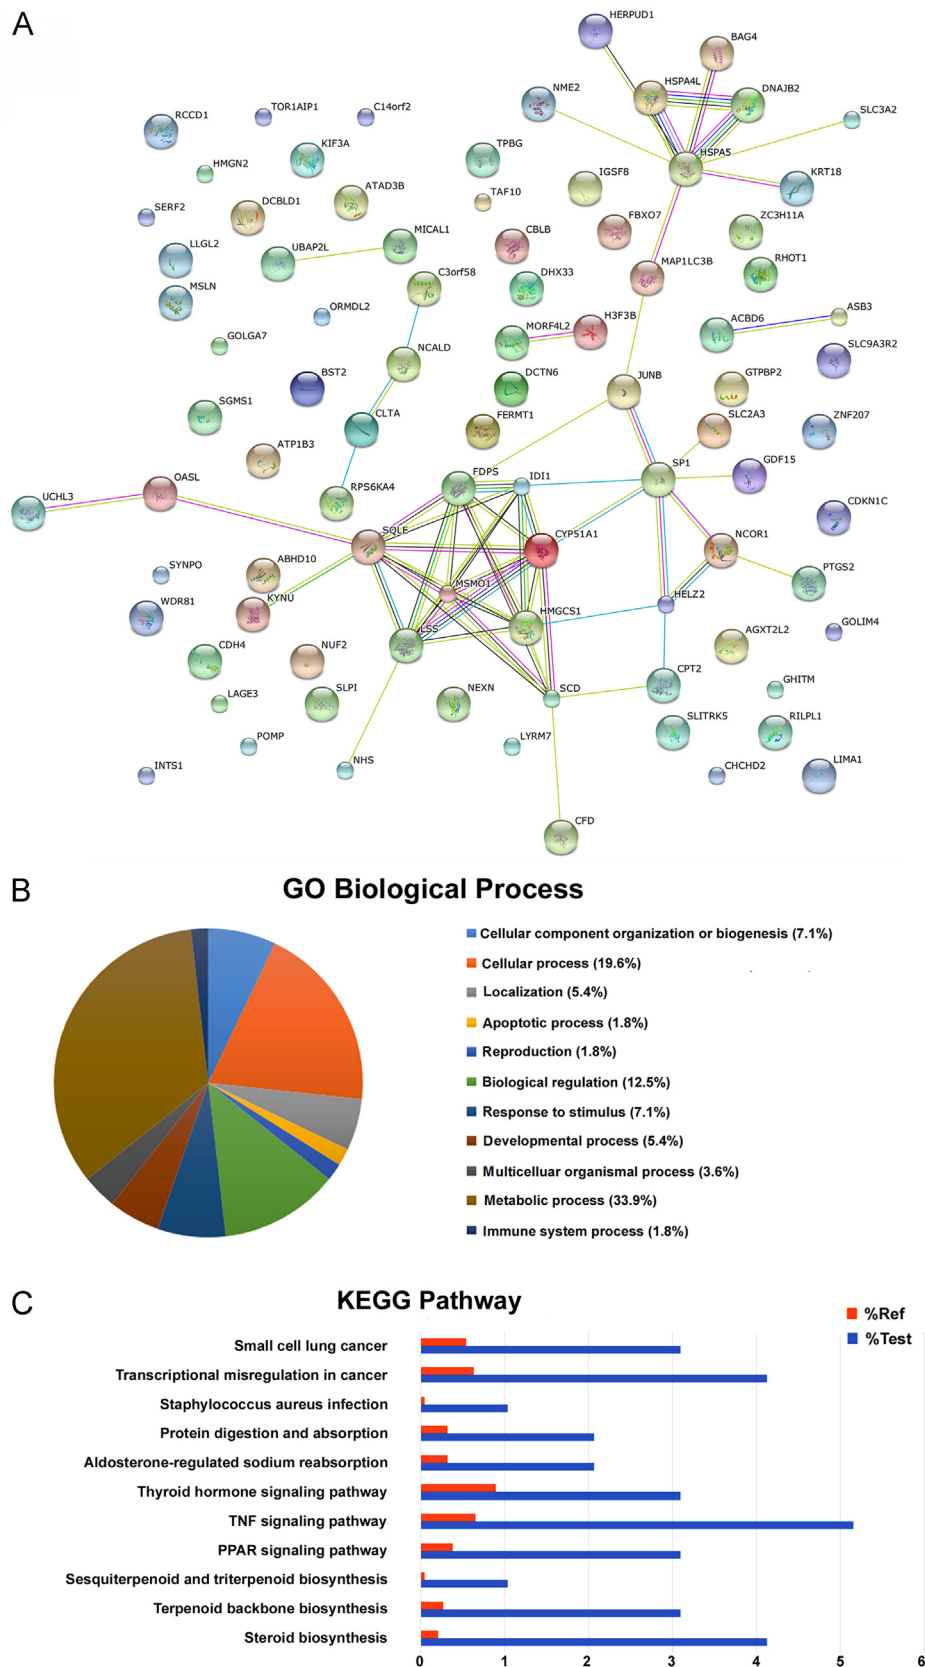 A
HERPUD1
BAG4
HSPA4L
NME2
DNAJB2
RCCD1
TOR1AIP1
C14orf2
SLC3A2
KIF3A
TPBG
HSPA5
HMGN2
IGSF8
KRT18
ATAD3B
TAF10
SERF2
DCBLD1
FBXO7
ZC3H11A
MICAL1
CBLB
LLGL2
UBAP2L
MAP1LC3B
RHOT1
C3orf58
DHX33
MSLN
ORMDL2
H3F3B
ASB3
MORF4L2
ACBD6
GOLGA7
NCALD
SLC9A3R2
BST2
DCTN6
JUNB
GTPBP2
SGMS1
CLTA
FERMT1
SLC2A3
ZNF207
ATP1B3
SP1
GDF15
OASL
FDPS
IDI1
RPS6KA4
UCHL3
CDKN1C
SQLE
CYP51A1
NCOR1
ABHD10
SYNPO
PTGS2
MSMO1
KYNU
HELZ2
WDR81
HMGCS1
GOLIM4
LSS
AGXT2L2
CDH4
NUF2
CPT2
GHITM
LAGE3
SLPI
NEXN
SCD
SLITRK5
RILPL1
POMP
LYRM7
INTS1
NHS
CHCHD2
LIMA1
CFD
B
GO Biological Process
Cellular component organization or biogenesis (7.1%)
Cellular process (19.6%)
Localization (5.4%)
Apoptotic process (1.8%)
Reproduction (1.8%)
Biological regulation (12.5%)
Response to stimulus (7.1%)
Developmental process (5.4%)
Multicelluar organismal process (3.6%)
Metabolic process (33.9%)
Immune system process (1.8%)
C
KEGG Pathway
%Ref
%Test
Small cell lung cancer
Transcriptional misregulation in cancer
Staphylococcus aureus infection
Protein digestion and absorption
Aldosterone-regulated sodium reabsorption
Thyroid hormone signaling pathway
TNF signaling pathway
PPAR signaling pathway
Sesquiterpenoid and triterpenoid biosynthesis
Terpenoid backbone biosynthesis
Steroid biosynthesis
0 1 2 3 4 5 6